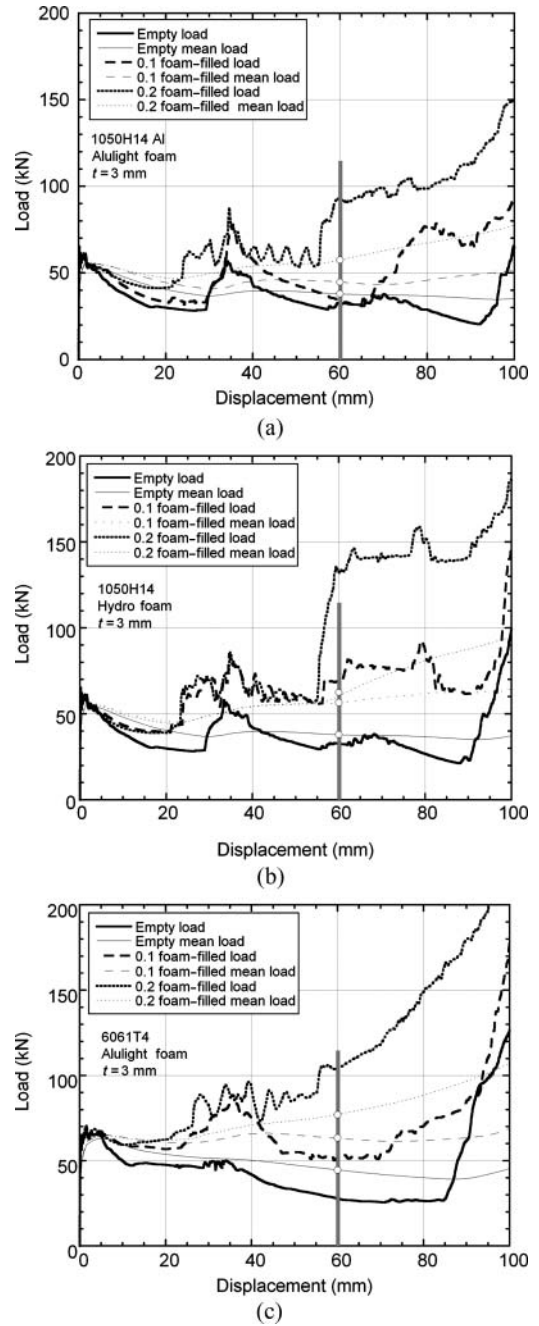 200
Empty load
Empty mean load
0.1 foam-filled load
0.1 foam-filled mean load
0.2 foam-filled load
0.2 foam-filled mean load
150
1050H14 Al
Alulight foam
t = 3 mm
100
50
0
Load (kN)
0 20 40 60 80 100
Displacement (mm)
(a)
200
Empty load
Empty mean load
0.1 foam-filled load
0.1 foam-filled mean load
0.2 foam-filled load
0.2 foam-filled mean load
150
1050H14
Hydro foam
t = 3 mm
100
50
0
Load (kN)
0 20 40 60 80 100
Displacement (mm)
(b)
200
Empty load
Empty mean load
0.1 foam-filled load
0.1 foam-filled mean load
0.2 foam-filled load
0.2 foam-filled mean load
150
6061T4
Alulight foam
t = 3 mm
100
50
0
Load (kN)
0 20 40 60 80 100
Displacement (mm)
(c)